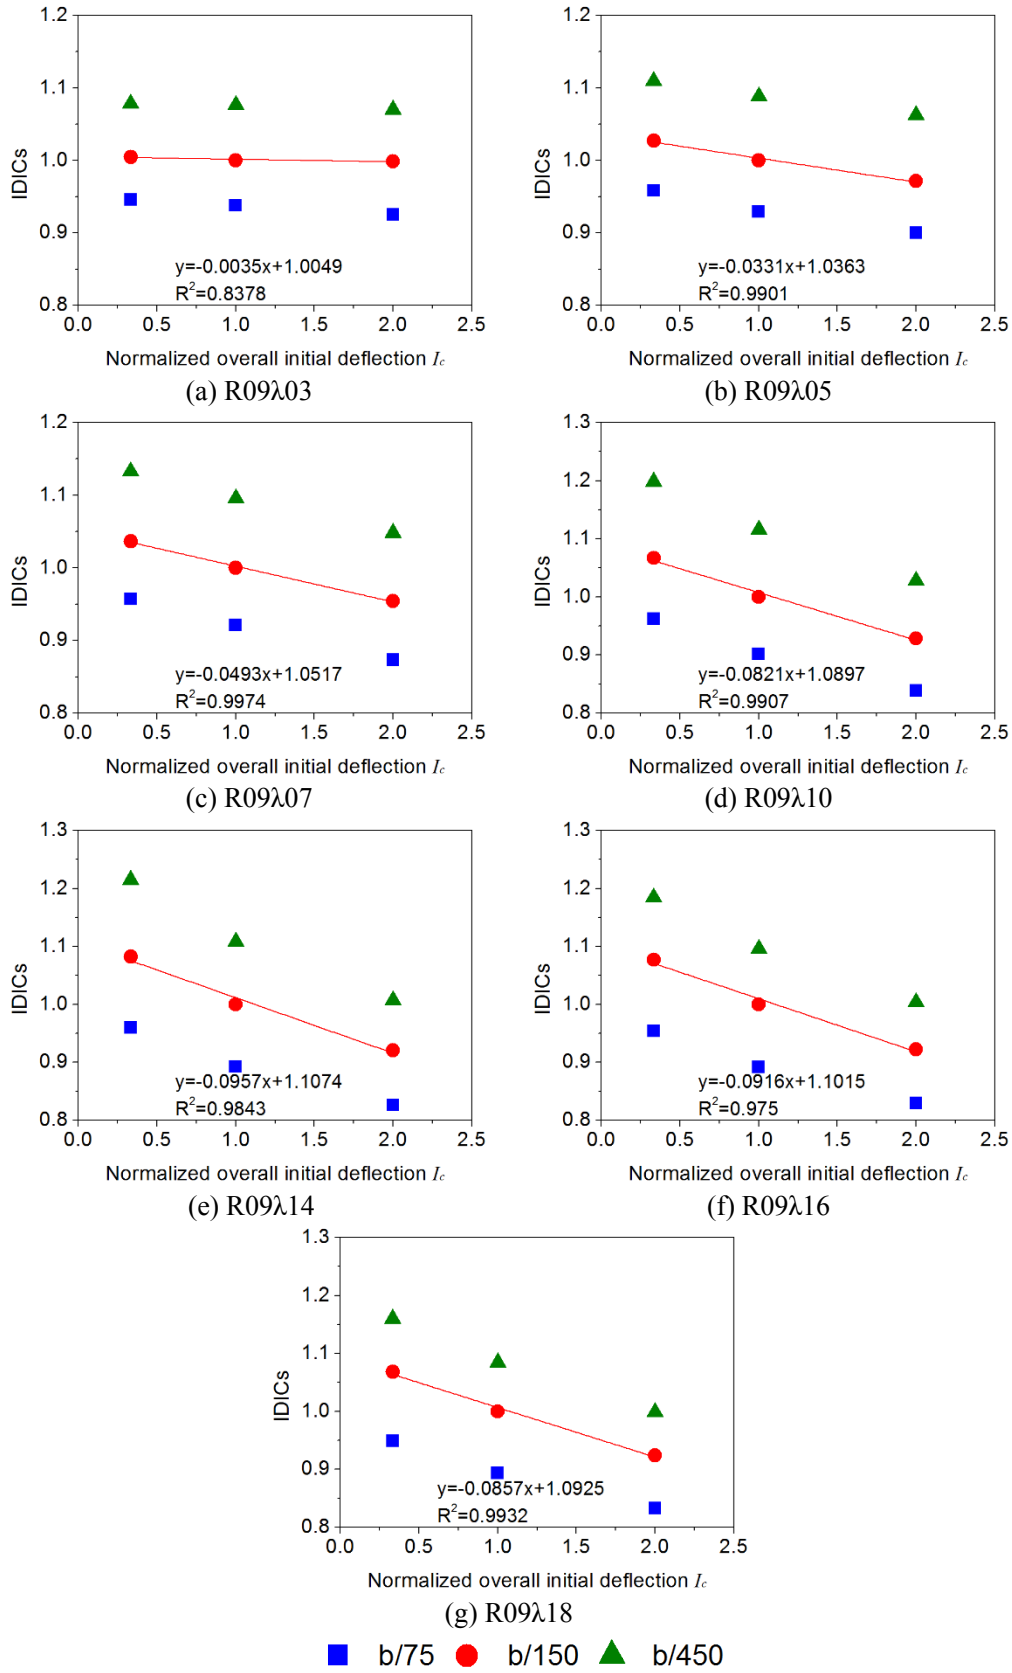 1.2
1.1
1.0
0.9
0.8
IDICs
y=-0.0035x+1.0049
R²=0.8378
0.0 0.5 1.0 1.5 2.0 2.5
Normalized overall initial deflection Ic
(a) R09λ03
1.2
1.1
1.0
0.9
0.8
IDICs
y=-0.0331x+1.0363
R²=0.9901
0.0 0.5 1.0 1.5 2.0 2.5
Normalized overall initial deflection Ic
(b) R09λ05
1.2
1.1
1.0
0.9
0.8
IDICs
y=-0.0493x+1.0517
R²=0.9974
0.0 0.5 1.0 1.5 2.0 2.5
Normalized overall initial deflection Ic
(c) R09λ07
1.3
1.2
1.1
1.0
0.9
0.8
IDICs
y=-0.0821x+1.0897
R²=0.9907
0.0 0.5 1.0 1.5 2.0 2.5
Normalized overall initial deflection Ic
(d) R09λ10
1.3
1.2
1.1
1.0
0.9
0.8
IDICs
y=-0.0957x+1.1074
R²=0.9843
0.0 0.5 1.0 1.5 2.0 2.5
Normalized overall initial deflection Ic
(e) R09λ14
1.3
1.2
1.1
1.0
0.9
0.8
IDICs
y=-0.0916x+1.1015
R²=0.975
0.0 0.5 1.0 1.5 2.0 2.5
Normalized overall initial deflection Ic
(f) R09λ16
1.3
1.2
1.1
1.0
0.9
0.8
IDICs
y=-0.0857x+1.0925
R²=0.9932
0.0 0.5 1.0 1.5 2.0 2.5
Normalized overall initial deflection Ic
(g) R09λ18
b/75 b/150 b/450